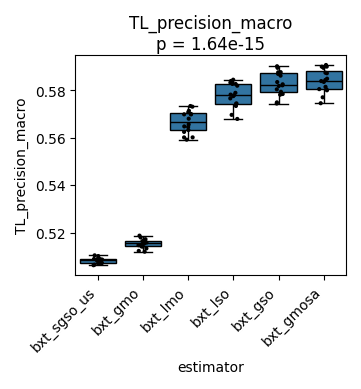 TL_precision_macro
p = 1.64e-15
TL_precision_macro
0.58
0.56
0.54
0.52
bxt_sgso_us
bxt_gmo
bxt_lmo
bxt_lso
bxt_gso
bxt_gmosa
estimator